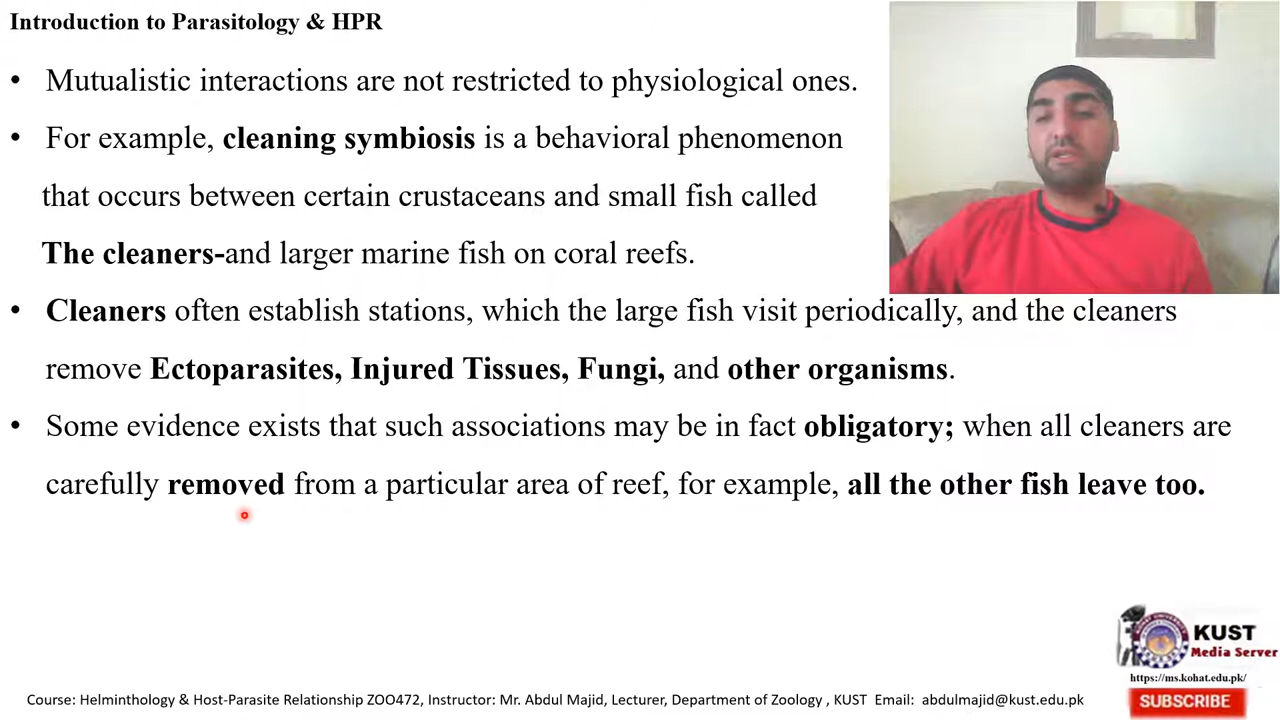 Introduction to Parasitology & HPR
• Mutualistic interactions are not restricted to physiological ones.
• For example, cleaning symbiosis is a behavioral phenomenon
that occurs between certain crustaceans and small fish called
The cleaners-and larger marine fish on coral reefs.
• Cleaners often establish stations, which the large fish visit periodically, and the cleaners
remove Ectoparasites, Injured Tissues, Fungi, and other organisms.
• Some evidence exists that such associations may be in fact obligatory; when all cleaners are
carefully removed from a particular area of reef, for example, all the other fish leave too.
KUST
Media Server
https://ms.kohat.edu.pk/
SUBSCRIBE
Course: Helminthology & Host-Parasite Relationship ZOO472, Instructor: Mr. Abdul Majid, Lecturer, Department of Zoology , KUST Email: abdulmajid@kust.edu.pk